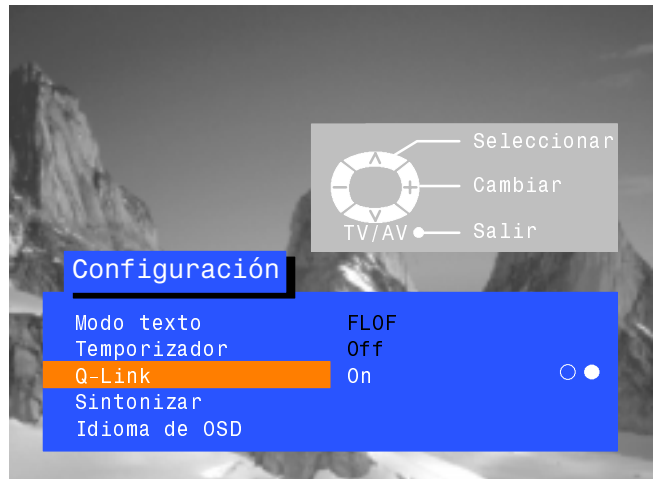 Seleccionar
Cambiar
TV/AV Salir
Configuración
Modo texto FLOF
Temporizador Off
Q-Link On
Sintonizar
Idioma de OSD